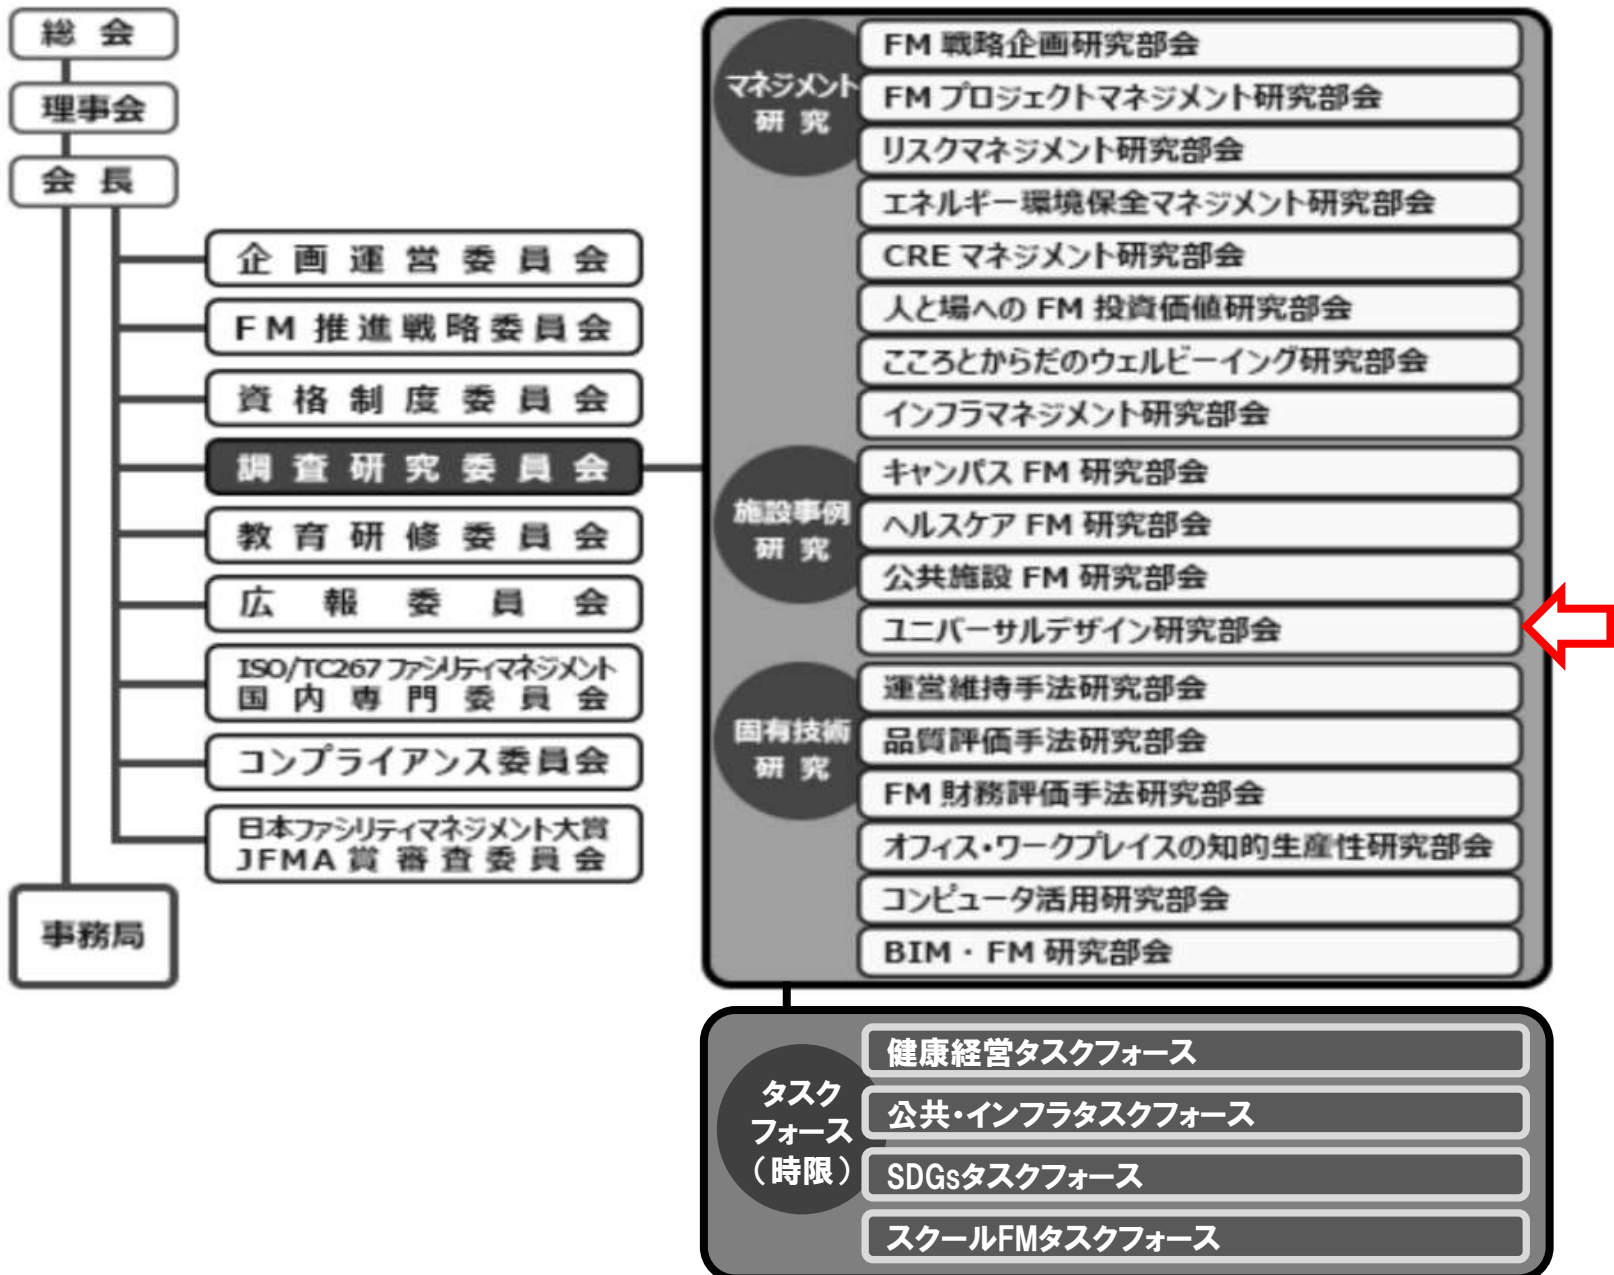 総会
理事会
会長
企画運営委員会
FM推進戦略委員会
資格制度委員会
調査研究委員会
教育研修委員会
広報委員会
ISO/TC267ファシリティマネジメント
国内専門委員会
コンプライアンス委員会
日本ファシリティマネジメント大賞
JFMA賞審査委員会
事務局
マネジメント
研究
FM 戦略企画研究部会
FM プロジェクトマネジメント研究部会
リスクマネジメント研究部会
エネルギー環境保全マネジメント研究部会
CRE マネジメント研究部会
人と場への FM 投資価値研究部会
こころとからだのウェルビーイング研究部会
インフラマネジメント研究部会
施設事例
研究
キャンパス FM 研究部会
ヘルスケア FM 研究部会
公共施設 FM 研究部会
ユニバーサルデザイン研究部会
固有技術
研究
運営維持手法研究部会
品質評価手法研究部会
FM 財務評価手法研究部会
オフィス・ワークプレイスの知的生産性研究部会
コンピュータ活用研究部会
BIM・FM 研究部会
タスク
フォース
（時限）
健康経営タスクフォース
公共・インフラタスクフォース
SDGsタスクフォース
スクールFMタスクフォース